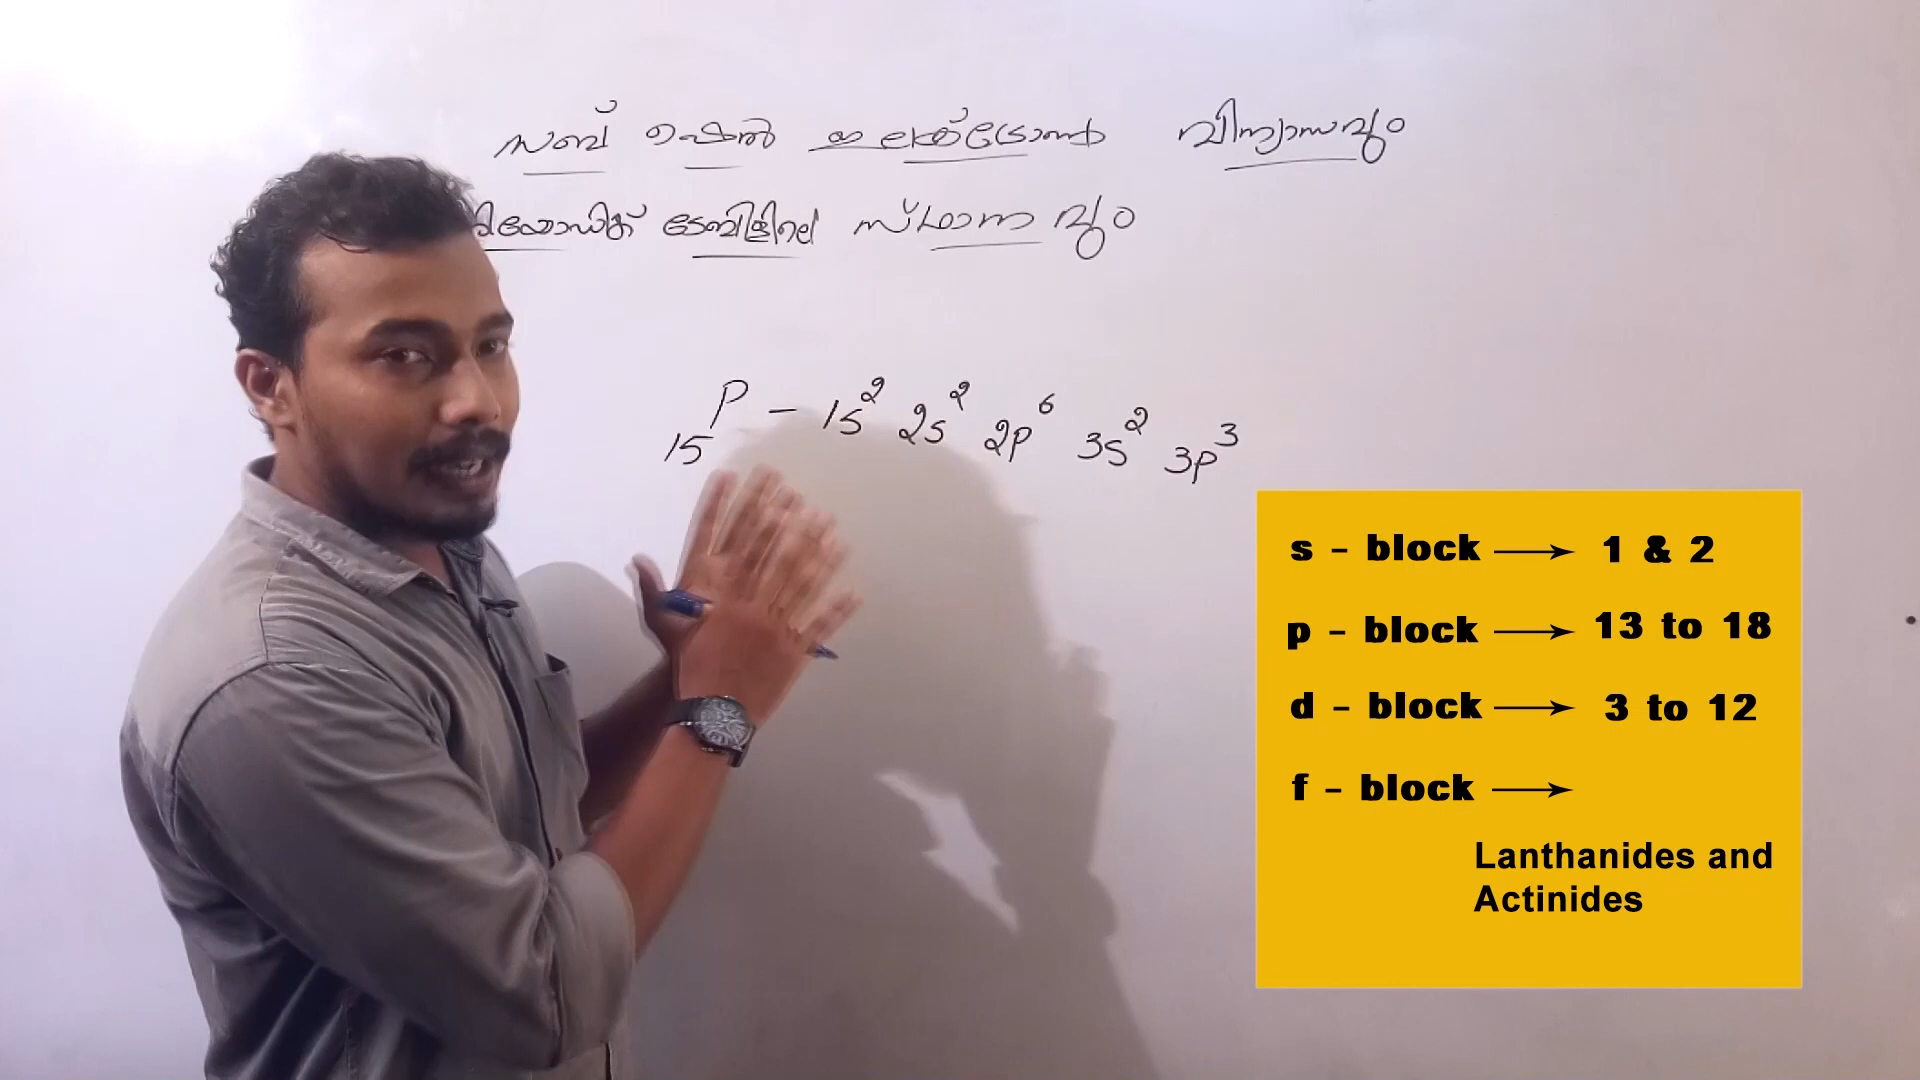 സബ് ഷെൽ ഇലക്ട്രോൺ വിന്യാസവും
രിയോഡിക് ടേബിളിലെ സ്ഥാനവും
₁₅P – 1s² 2s² 2p⁶ 3s² 3p³
s – block ⟶ 1 & 2
p – block ⟶ 13 to 18
d – block ⟶ 3 to 12
f – block ⟶
Lanthanides and
Actinides